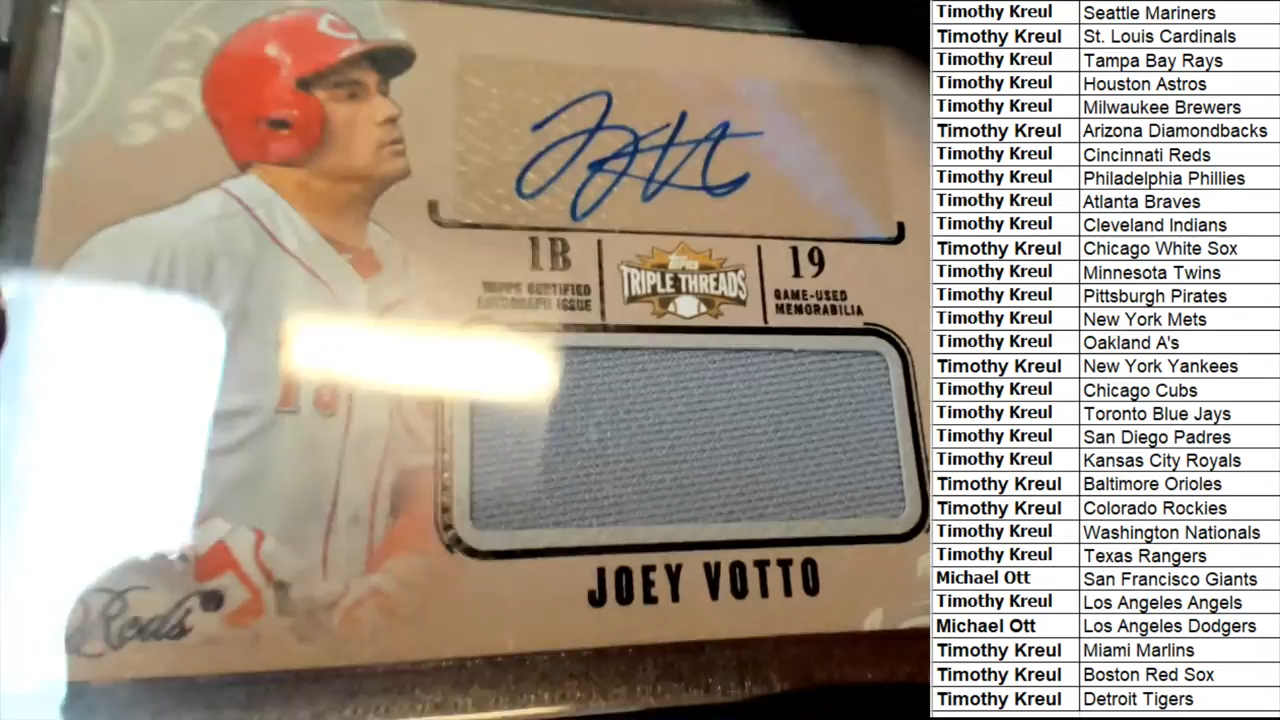 1B
TOPPS CERTIFIED
AUTOGRAPH ISSUE
TOPPS
TRIPLE THREADS
19
GAME-USED
MEMORABILIA
JOEY VOTTO
Reds
Timothy Kreul Seattle Mariners
Timothy Kreul St. Louis Cardinals
Timothy Kreul Tampa Bay Rays
Timothy Kreul Houston Astros
Timothy Kreul Milwaukee Brewers
Timothy Kreul Arizona Diamondbacks
Timothy Kreul Cincinnati Reds
Timothy Kreul Philadelphia Phillies
Timothy Kreul Atlanta Braves
Timothy Kreul Cleveland Indians
Timothy Kreul Chicago White Sox
Timothy Kreul Minnesota Twins
Timothy Kreul Pittsburgh Pirates
Timothy Kreul New York Mets
Timothy Kreul Oakland A's
Timothy Kreul New York Yankees
Timothy Kreul Chicago Cubs
Timothy Kreul Toronto Blue Jays
Timothy Kreul San Diego Padres
Timothy Kreul Kansas City Royals
Timothy Kreul Baltimore Orioles
Timothy Kreul Colorado Rockies
Timothy Kreul Washington Nationals
Timothy Kreul Texas Rangers
Michael Ott San Francisco Giants
Timothy Kreul Los Angeles Angels
Michael Ott Los Angeles Dodgers
Timothy Kreul Miami Marlins
Timothy Kreul Boston Red Sox
Timothy Kreul Detroit Tigers